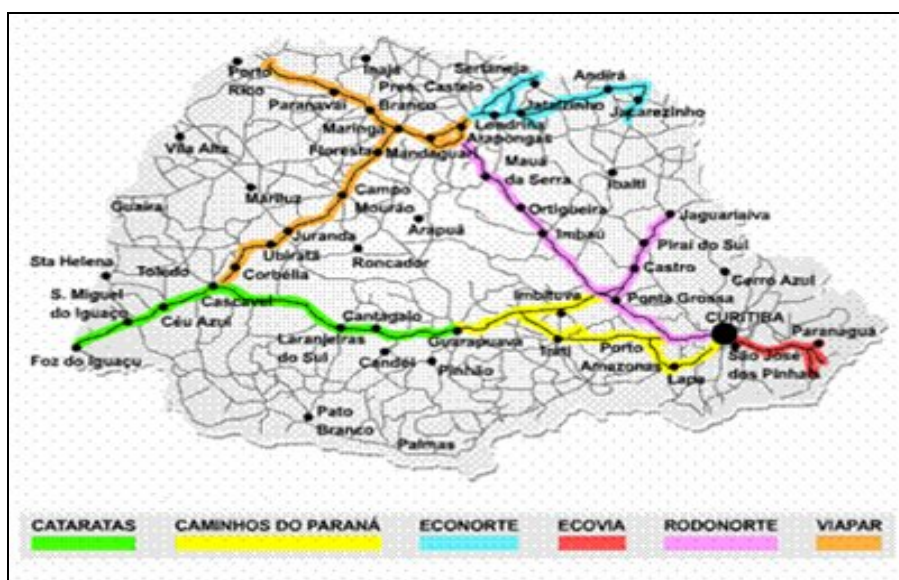 Porto
Rico
Inajá
Pres. Castelo
Branco
Paranavaí
Sertaneja
Andirá
Jataizinho
Jacarezinho
Londrina
Arapongas
Maringa
Floresta
Mandaguari
Vila Alta
Mauá
da Serra
Ibaiti
Mariluz
Campo
Mourão
Guaíra
Ortigueira
Jaguariaíva
Arapuã
Imbaú
Piraí do Sul
Juranda
Ubiratã
Roncador
Sta Helena
Toledo
Corbélia
Castro
Cerro Azul
S. Miguel
do Iguaçu
Cascavel
Céu Azul
Imbituva
Ponta Grossa
Cantagalo
CURITIBA
Paranaguá
Foz do Iguaçu
Laranjeiras
do Sul
Guarapuava
Candói
Pinhão
Irati
Porto
Amazonas
Lapa
São José
dos Pinhais
Pato
Branco
Palmas
CATARATAS
CAMINHOS DO PARANÁ
ECONORTE
ECOVIA
RODONORTE
VIAPAR